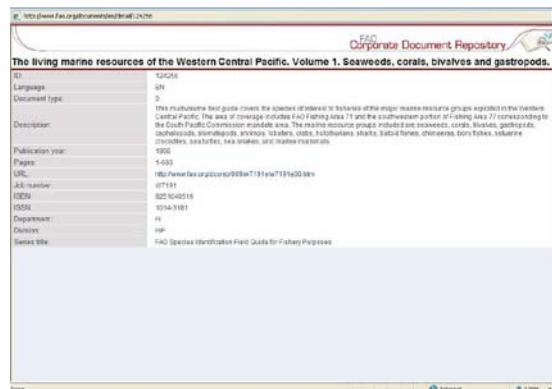 FAO
Corporate Document Repository
The living marine resources of the Western Central Pacific. Volume 1. Seaweeds, corals, bivalves and gastropods.
ID: 124256
Language EN
Document type:
This multivolume field guide covers the species of interest to fisheries of the major marine resource groups exploited in the Western
Central Pacific. The area of coverage includes FAO Fishing Area 71 and the southwestern portion of Fishing Area 77 corresponding to
Description: the South Pacific Commission mandate area. The marine resource groups included are seaweeds, corals, bivalves, gastropods,
cephalopods, stomatopods, shrimps, lobsters, crabs, holothurians, sharks, batoid fishes, chimaeras, bony fishes, estuarine
crocodiles, sea turtles, sea snakes, and marine mammals.
Publication year:
Pages:
URL:
Job number: W7191
ISBN
ISSN 1014-3181
Department: FI
Division:
Series title: FAO Species Identification Field Guide for Fishery Purposes